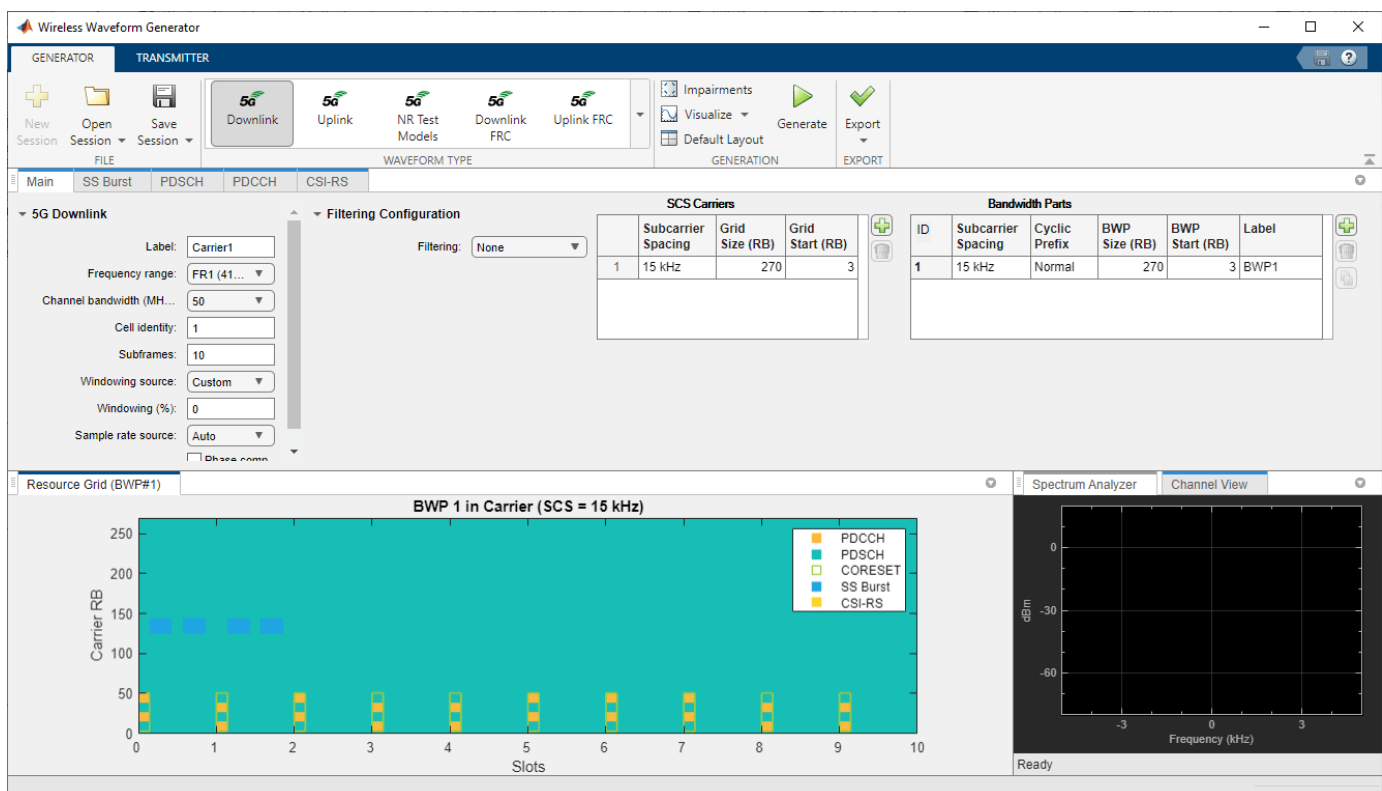 Wireless Waveform Generator
GENERATOR TRANSMITTER
New Session
Open Session
Save Session
FILE
5G Downlink
5G Uplink
5G NR Test Models
5G Downlink FRC
5G Uplink FRC
WAVEFORM TYPE
Impairments
Visualize
Default Layout
Generate
GENERATION
Export
EXPORT
Main SS Burst PDSCH PDCCH CSI-RS
5G Downlink
Label: Carrier1
Frequency range: FR1 (41...
Channel bandwidth (MH... 50
Cell identity: 1
Subframes: 10
Windowing source: Custom
Windowing (%): 0
Sample rate source: Auto
Phase comp
Filtering Configuration
Filtering: None
SCS Carriers
Subcarrier Spacing Grid Size (RB) Grid Start (RB)
1 15 kHz 270 3
Bandwidth Parts
ID Subcarrier Spacing Cyclic Prefix BWP Size (RB) BWP Start (RB) Label
1 15 kHz Normal 270 3 BWP1
Resource Grid (BWP#1)
BWP 1 in Carrier (SCS = 15 kHz)
PDCCH
PDSCH
CORESET
SS Burst
CSI-RS
Carrier RB
250
200
150
100
50
0
0 1 2 3 4 5 6 7 8 9 10
Slots
Spectrum Analyzer Channel View
dBm
0
-30
-60
-3 0 3
Frequency (kHz)
Ready